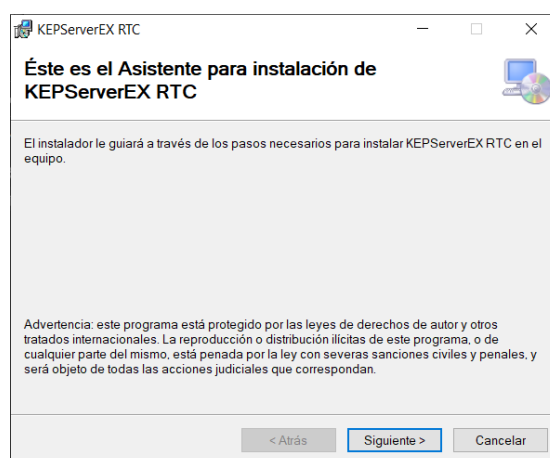 KEPServerEX RTC
Éste es el Asistente para instalación de
KEPServerEX RTC
El instalador le guiará a través de los pasos necesarios para instalar KEPServerEX RTC en el
equipo.
Advertencia: este programa está protegido por las leyes de derechos de autor y otros
tratados internacionales. La reproducción o distribución ilícitas de este programa, o de
cualquier parte del mismo, está penada por la ley con severas sanciones civiles y penales, y
será objeto de todas las acciones judiciales que correspondan.
< Atrás
Siguiente >
Cancelar